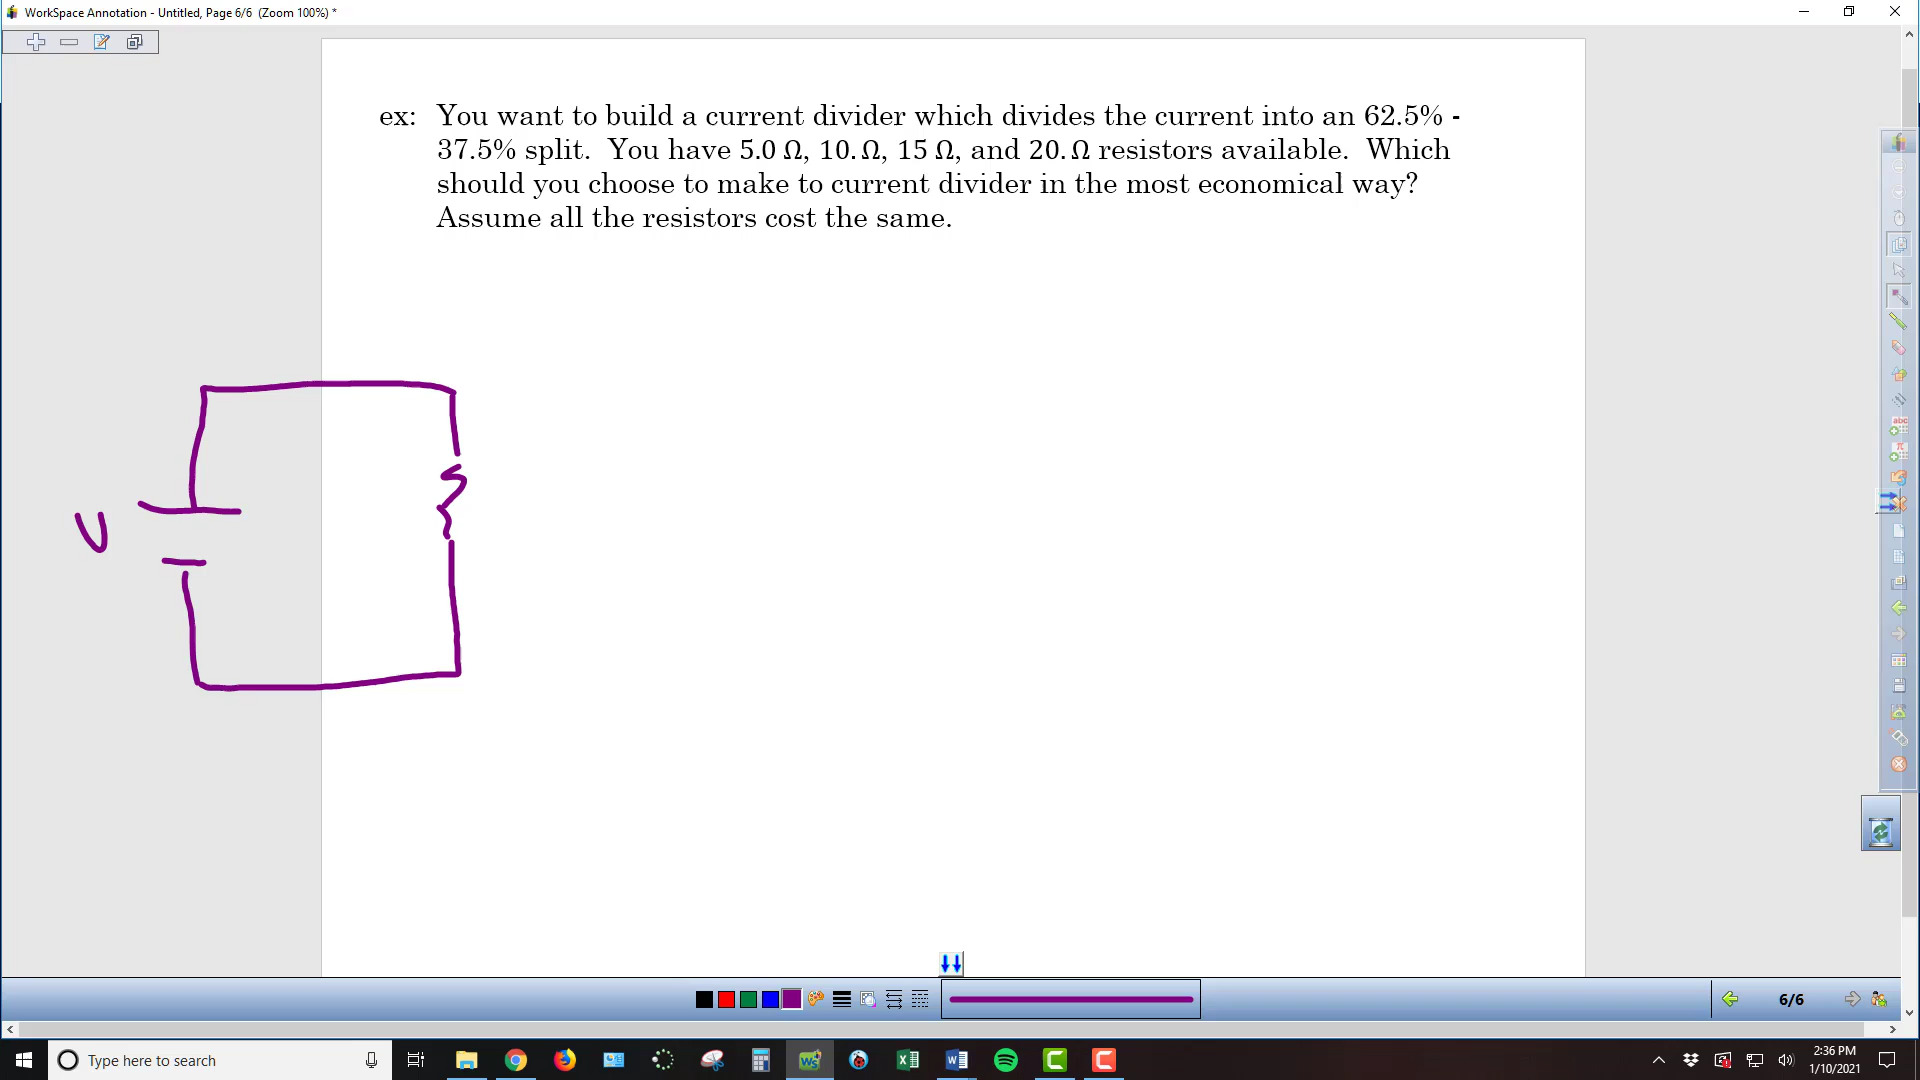 WorkSpace Annotation - Untitled, Page 6/6 (Zoom 100%) *
ex: You want to build a current divider which divides the current into an 62.5% -
37.5% split. You have 5.0 Ω, 10. Ω, 15 Ω, and 20. Ω resistors available. Which
should you choose to make to current divider in the most economical way?
Assume all the resistors cost the same.
V
abc
π
6/6
Type here to search
2:36 PM
1/10/2021